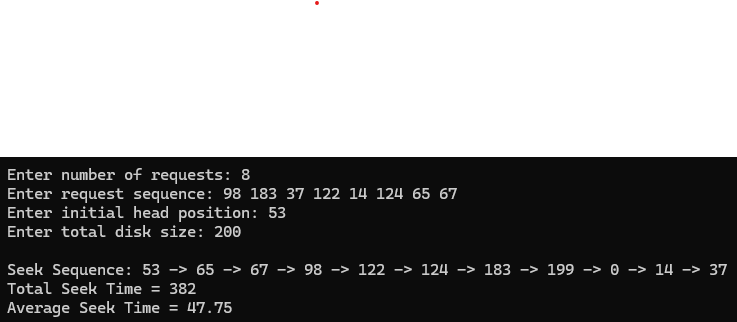 Enter number of requests: 8
Enter request sequence: 98 183 37 122 14 124 65 67
Enter initial head position: 53
Enter total disk size: 200
Seek Sequence: 53 -> 65 -> 67 -> 98 -> 122 -> 124 -> 183 -> 199 -> 0 -> 14 -> 37
Total Seek Time = 382
Average Seek Time = 47.75